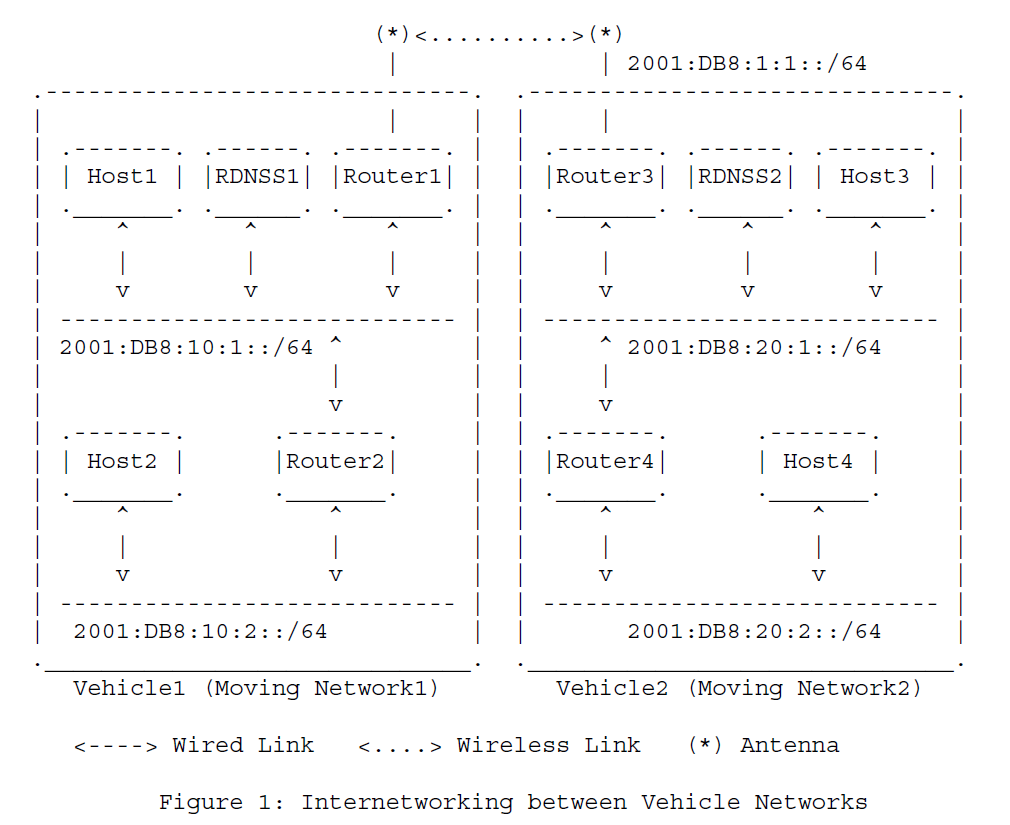 (*)<..........>(*)
2001:DB8:1:1::/64
Host1 RDNSS1 Router1 Router3 RDNSS2 Host3
2001:DB8:10:1::/64 2001:DB8:20:1::/64
Host2 Router2 Router4 Host4
2001:DB8:10:2::/64 2001:DB8:20:2::/64
Vehicle1 (Moving Network1) Vehicle2 (Moving Network2)
<----> Wired Link <....> Wireless Link (*) Antenna
Figure 1: Internetworking between Vehicle Networks